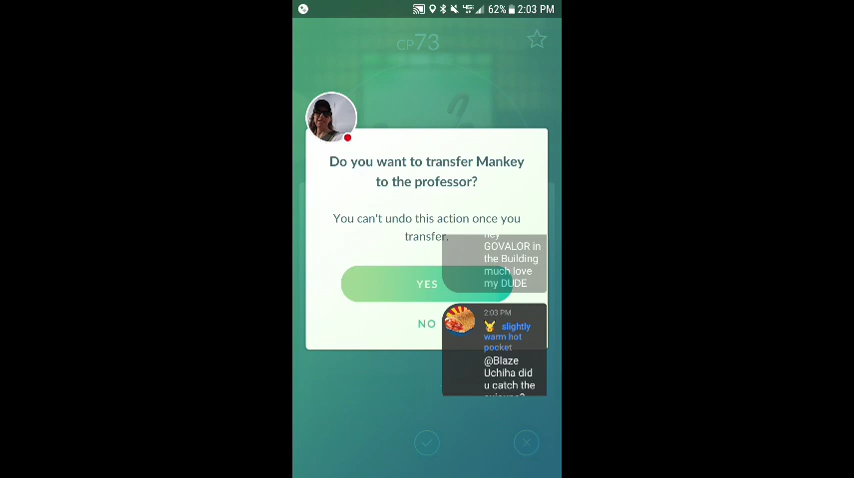 62% 2:03 PM
CP73
Do you want to transfer Mankey
to the professor?
You can't undo this action once you
transfer.
hey
GOVALOR in
the Building
much love
my DUDE
YES
NO
2:03 PM
slightly
warm hot
pocket
@Blaze
Uchiha did
u catch the